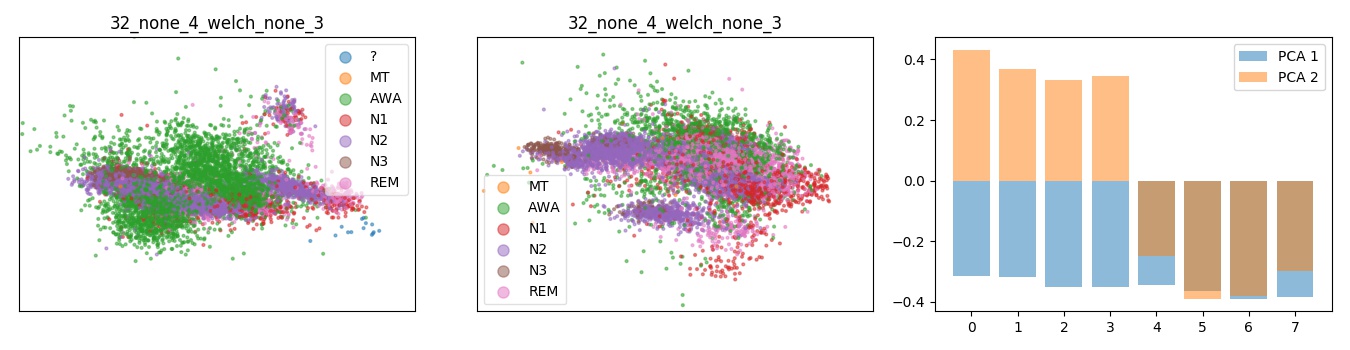 32_none_4_welch_none_3
?
MT
AWA
N1
N2
N3
REM
32_none_4_welch_none_3
MT
AWA
N1
N2
N3
REM
PCA 1
PCA 2
0.4
0.2
0.0
−0.2
−0.4
0 1 2 3 4 5 6 7